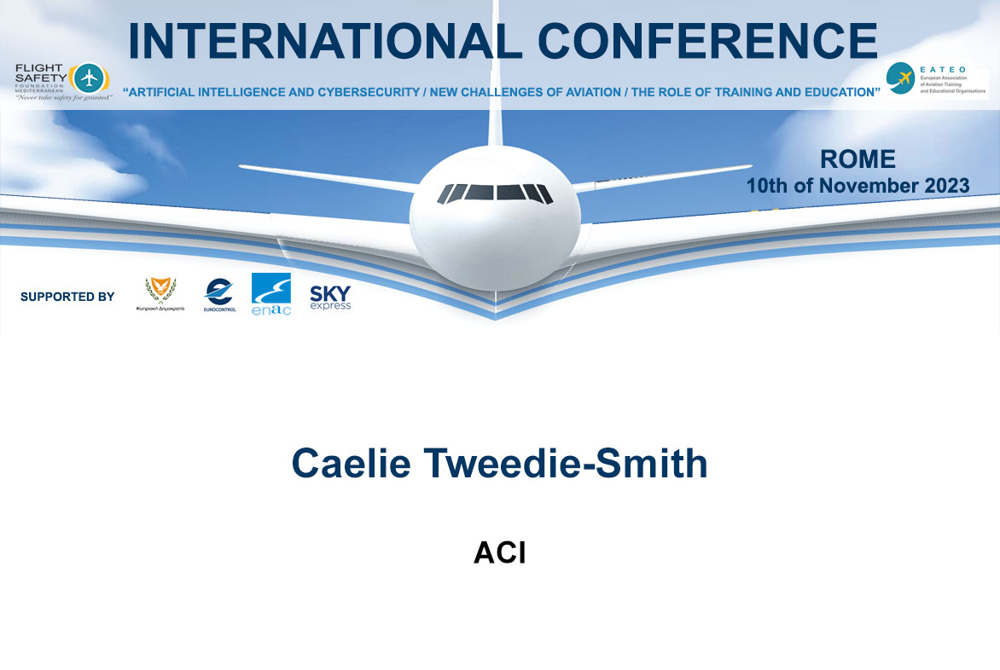 INTERNATIONAL CONFERENCE
FLIGHT
SAFETY
FOUNDATION
MEDITERRANEAN
"Never take safety for granted"
“ARTIFICIAL INTELLIGENCE AND CYBERSECURITY / NEW CHALLENGES OF AVIATION / THE ROLE OF TRAINING AND EDUCATION”
EATEO
European Association
of Aviation Training
and Educational Organisations
ROME
10th of November 2023
SUPPORTED BY
Κυπριακή Δημοκρατία
EUROCONTROL
enac
SKY
express
Caelie Tweedie-Smith
ACI